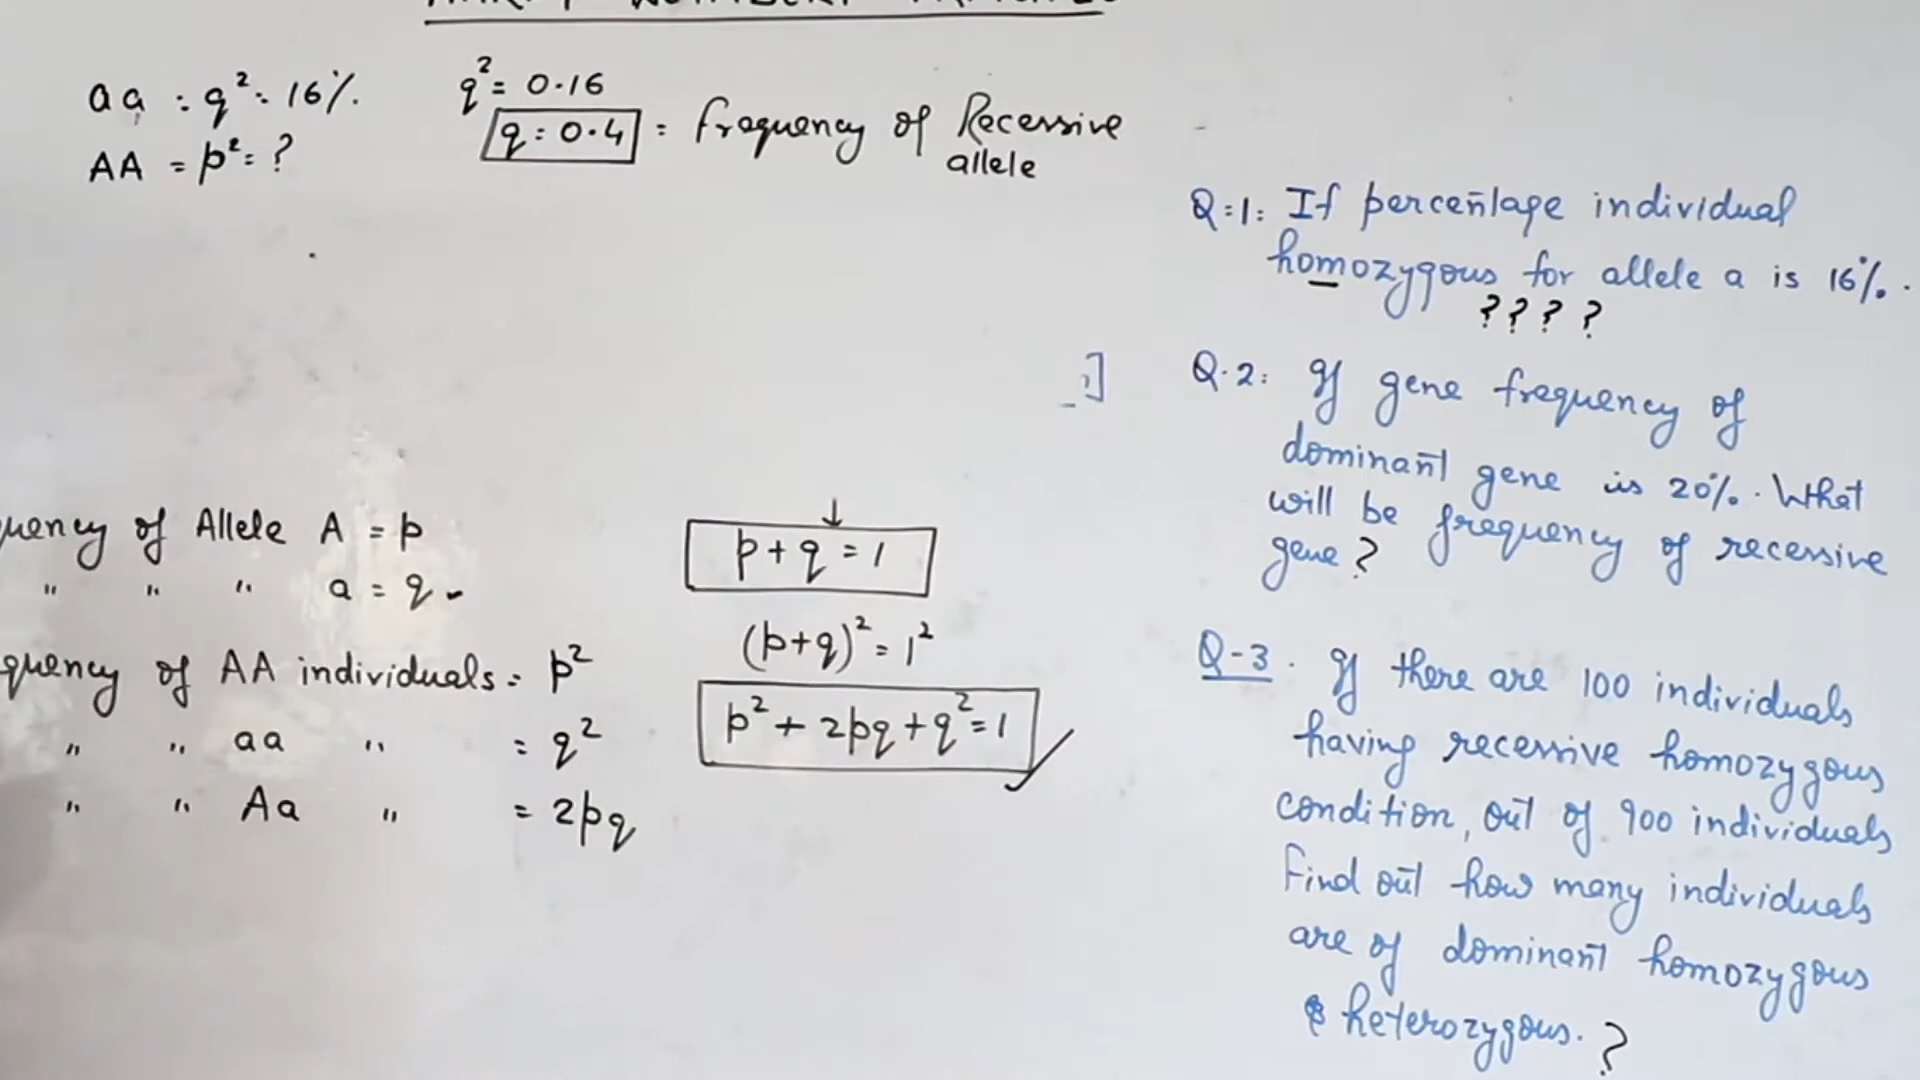 aa : q² = 16%.
AA = p² = ?
q² = 0.16
q = 0.4 = frequency of Recessive
allele
Q=1: If percentage individual
homozygous for allele a is 16%.
? ? ? ?
Q.2: If gene frequency of
dominant gene is 20%. What
will be frequency of recessive
gene?
Q-3. If there are 100 individuals
having recessive homozygous
condition, out of 900 individuals
Find out how many individuals
are of dominant homozygous
& heterozygous. ?
of Allele A = p
" " " a = q
of AA individuals = p²
" " aa " = q²
" " Aa " = 2pq
p + q = 1
(p+q)² = 1²
p² + 2pq + q² = 1